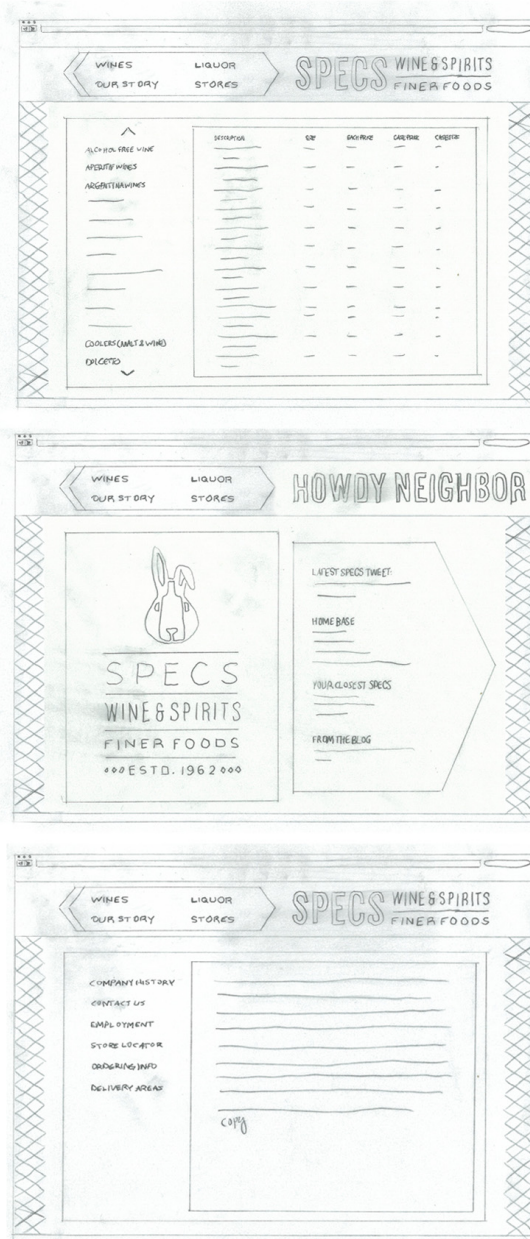 WINES LIQUOR
OUR STORY STORES
SPECS WINE&SPIRITS
FINER FOODS
ALCOHOL FREE WINE
APERITIF WINES
ARGENTINA WINES
COOLERS (MALT & WINE)
DOLCETTO
DESCRIPTION SIZE EACH PRICE CASE PRICE CASE SIZE
WINES LIQUOR
OUR STORY STORES
HOWDY NEIGHBOR
SPECS
WINE&SPIRITS
FINER FOODS
ESTD. 1962
LATEST SPECS TWEET:
HOME BASE
YOUR CLOSEST SPECS
FROM THE BLOG
WINES LIQUOR
OUR STORY STORES
SPECS WINE&SPIRITS
FINER FOODS
COMPANY HISTORY
CONTACT US
EMPLOYMENT
STORE LOCATOR
ORDERING INFO
DELIVERY AREAS
copy